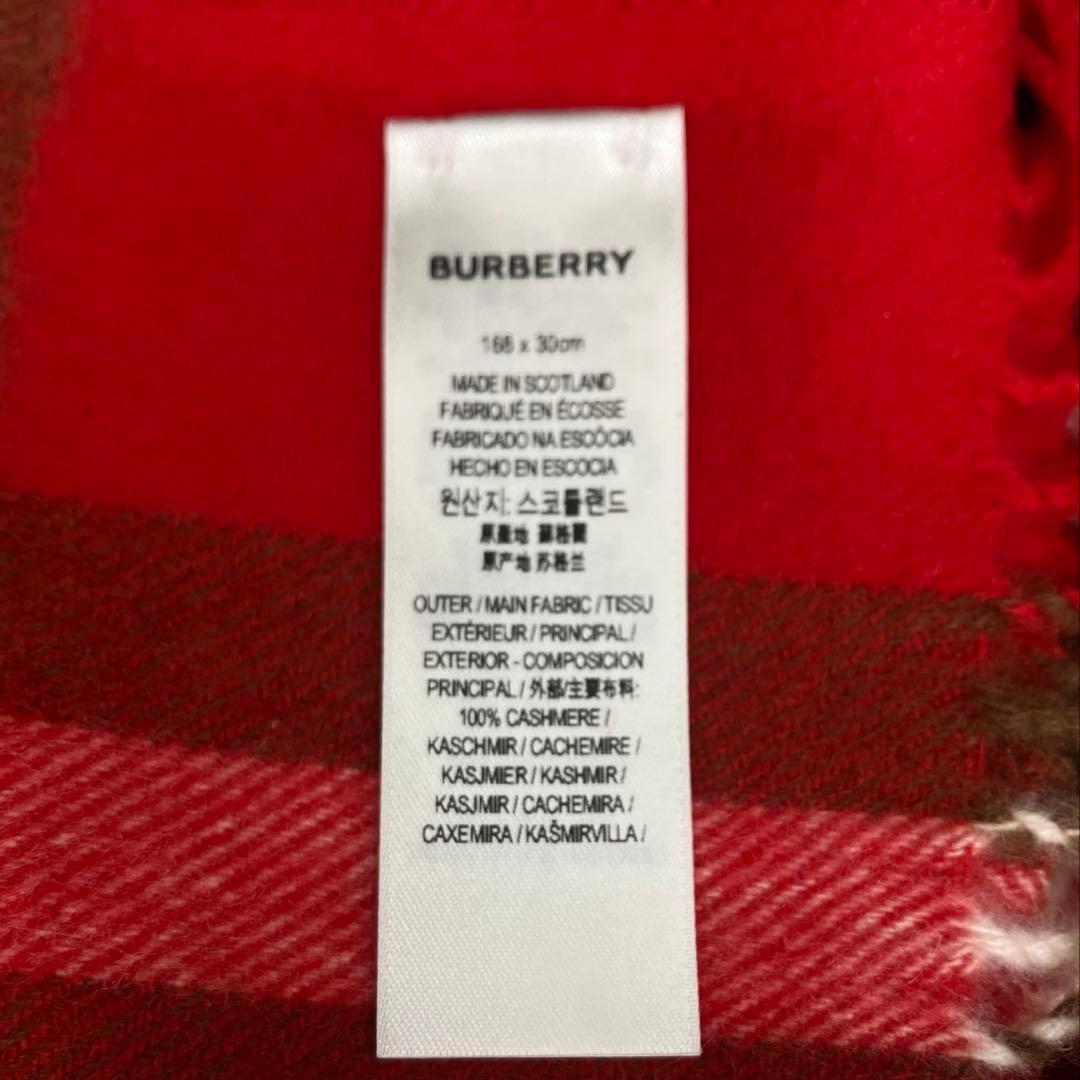 BURBERRY
168 x 30cm
MADE IN SCOTLAND
FABRIQUÉ EN ÉCOSSE
FABRICADO NA ESCÓCIA
HECHO EN ESCOCIA
원산지: 스코틀랜드
原產地 蘇格蘭
原产地 苏格兰
OUTER / MAIN FABRIC / TISSU
EXTÉRIEUR / PRINCIPAL /
EXTERIOR - COMPOSICION
PRINCIPAL / 外部/主要布料:
100% CASHMERE /
KASCHMIR / CACHEMIRE /
KASJMIER / KASHMIR /
KASJMIR / CACHEMIRA /
CAXEMIRA / KAŠMIRVILLA /